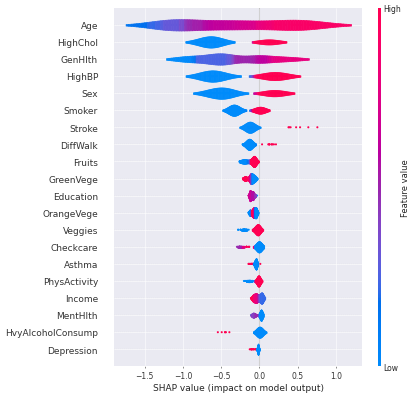 High
Age
HighChol
GenHlth
HighBP
Sex
Smoker
Stroke
DiffWalk
Fruits
GreenVege
Education
OrangeVege
Veggies
Checkcare
Asthma
PhysActivity
Income
MentHlth
HvyAlcoholConsump
Depression
Feature value
Low
−1.5 −1.0 −0.5 0.0 0.5 1.0
SHAP value (impact on model output)